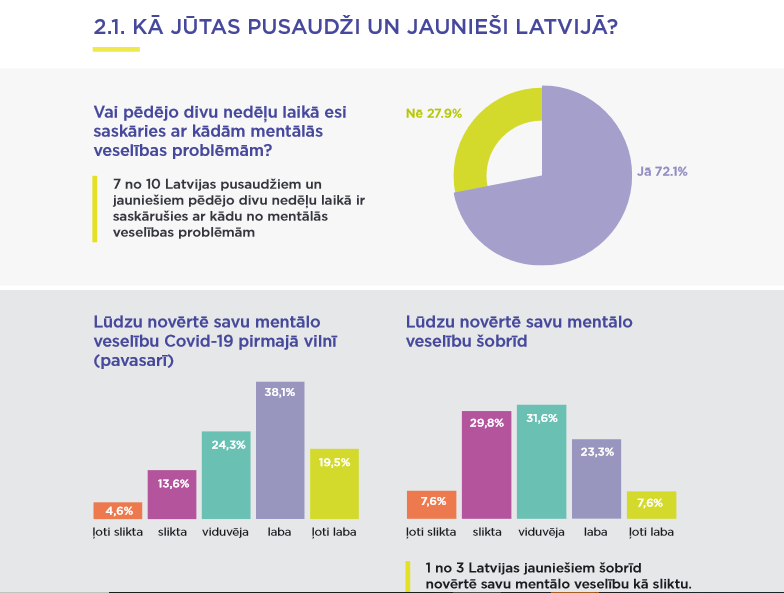 2.1. KĀ JŪTAS PUSAUDŽI UN JAUNIEŠI LATVIJĀ?
Vai pēdējo divu nedēļu laikā esi
saskāries ar kādām mentālās
veselības problēmām?
7 no 10 Latvijas pusaudžiem un
jauniešiem pēdējo divu nedēļu laikā ir
saskārušies ar kādu no mentālās
veselības problēmām
Nē 27.9%
Jā 72.1%
Lūdzu novērtē savu mentālo
veselību Covid-19 pirmajā vilnī
(pavasarī)
4,6%
13,6%
24,3%
38,1%
19,5%
ļoti slikta
slikta
viduvēja
laba
ļoti laba
Lūdzu novērtē savu mentālo
veselību šobrīd
7,6%
29,8%
31,6%
23,3%
7,6%
ļoti slikta
slikta
viduvēja
laba
ļoti laba
1 no 3 Latvijas jauniešiem šobrīd
novērtē savu mentālo veselību kā sliktu.